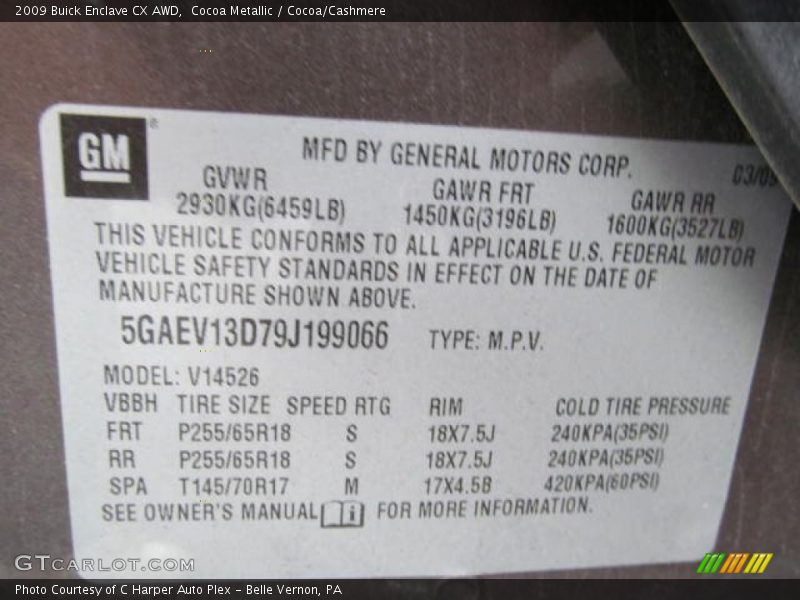 2009 Buick Enclave CX AWD,  Cocoa Metallic / Cocoa/Cashmere
GM®
MFD BY GENERAL MOTORS CORP.
03/09
GVWR
GAWR FRT
GAWR RR
2930KG(6459LB)
1450KG(3196LB)
1600KG(3527LB)
THIS VEHICLE CONFORMS TO ALL APPLICABLE U.S. FEDERAL MOTOR
VEHICLE SAFETY STANDARDS IN EFFECT ON THE DATE OF
MANUFACTURE SHOWN ABOVE.
5GAEV13D79J199066 TYPE: M.P.V.
MODEL: V14526
VBBH TIRE SIZE SPEED RTG RIM COLD TIRE PRESSURE
FRT P255/65R18 S 18X7.5J 240KPA(35PSI)
RR P255/65R18 S 18X7.5J 240KPA(35PSI)
SPA T145/70R17 M 17X4.5B 420KPA(60PSI)
SEE OWNER'S MANUAL i FOR MORE INFORMATION.
GTCARLOT.COM
Photo Courtesy of C Harper Auto Plex - Belle Vernon, PA